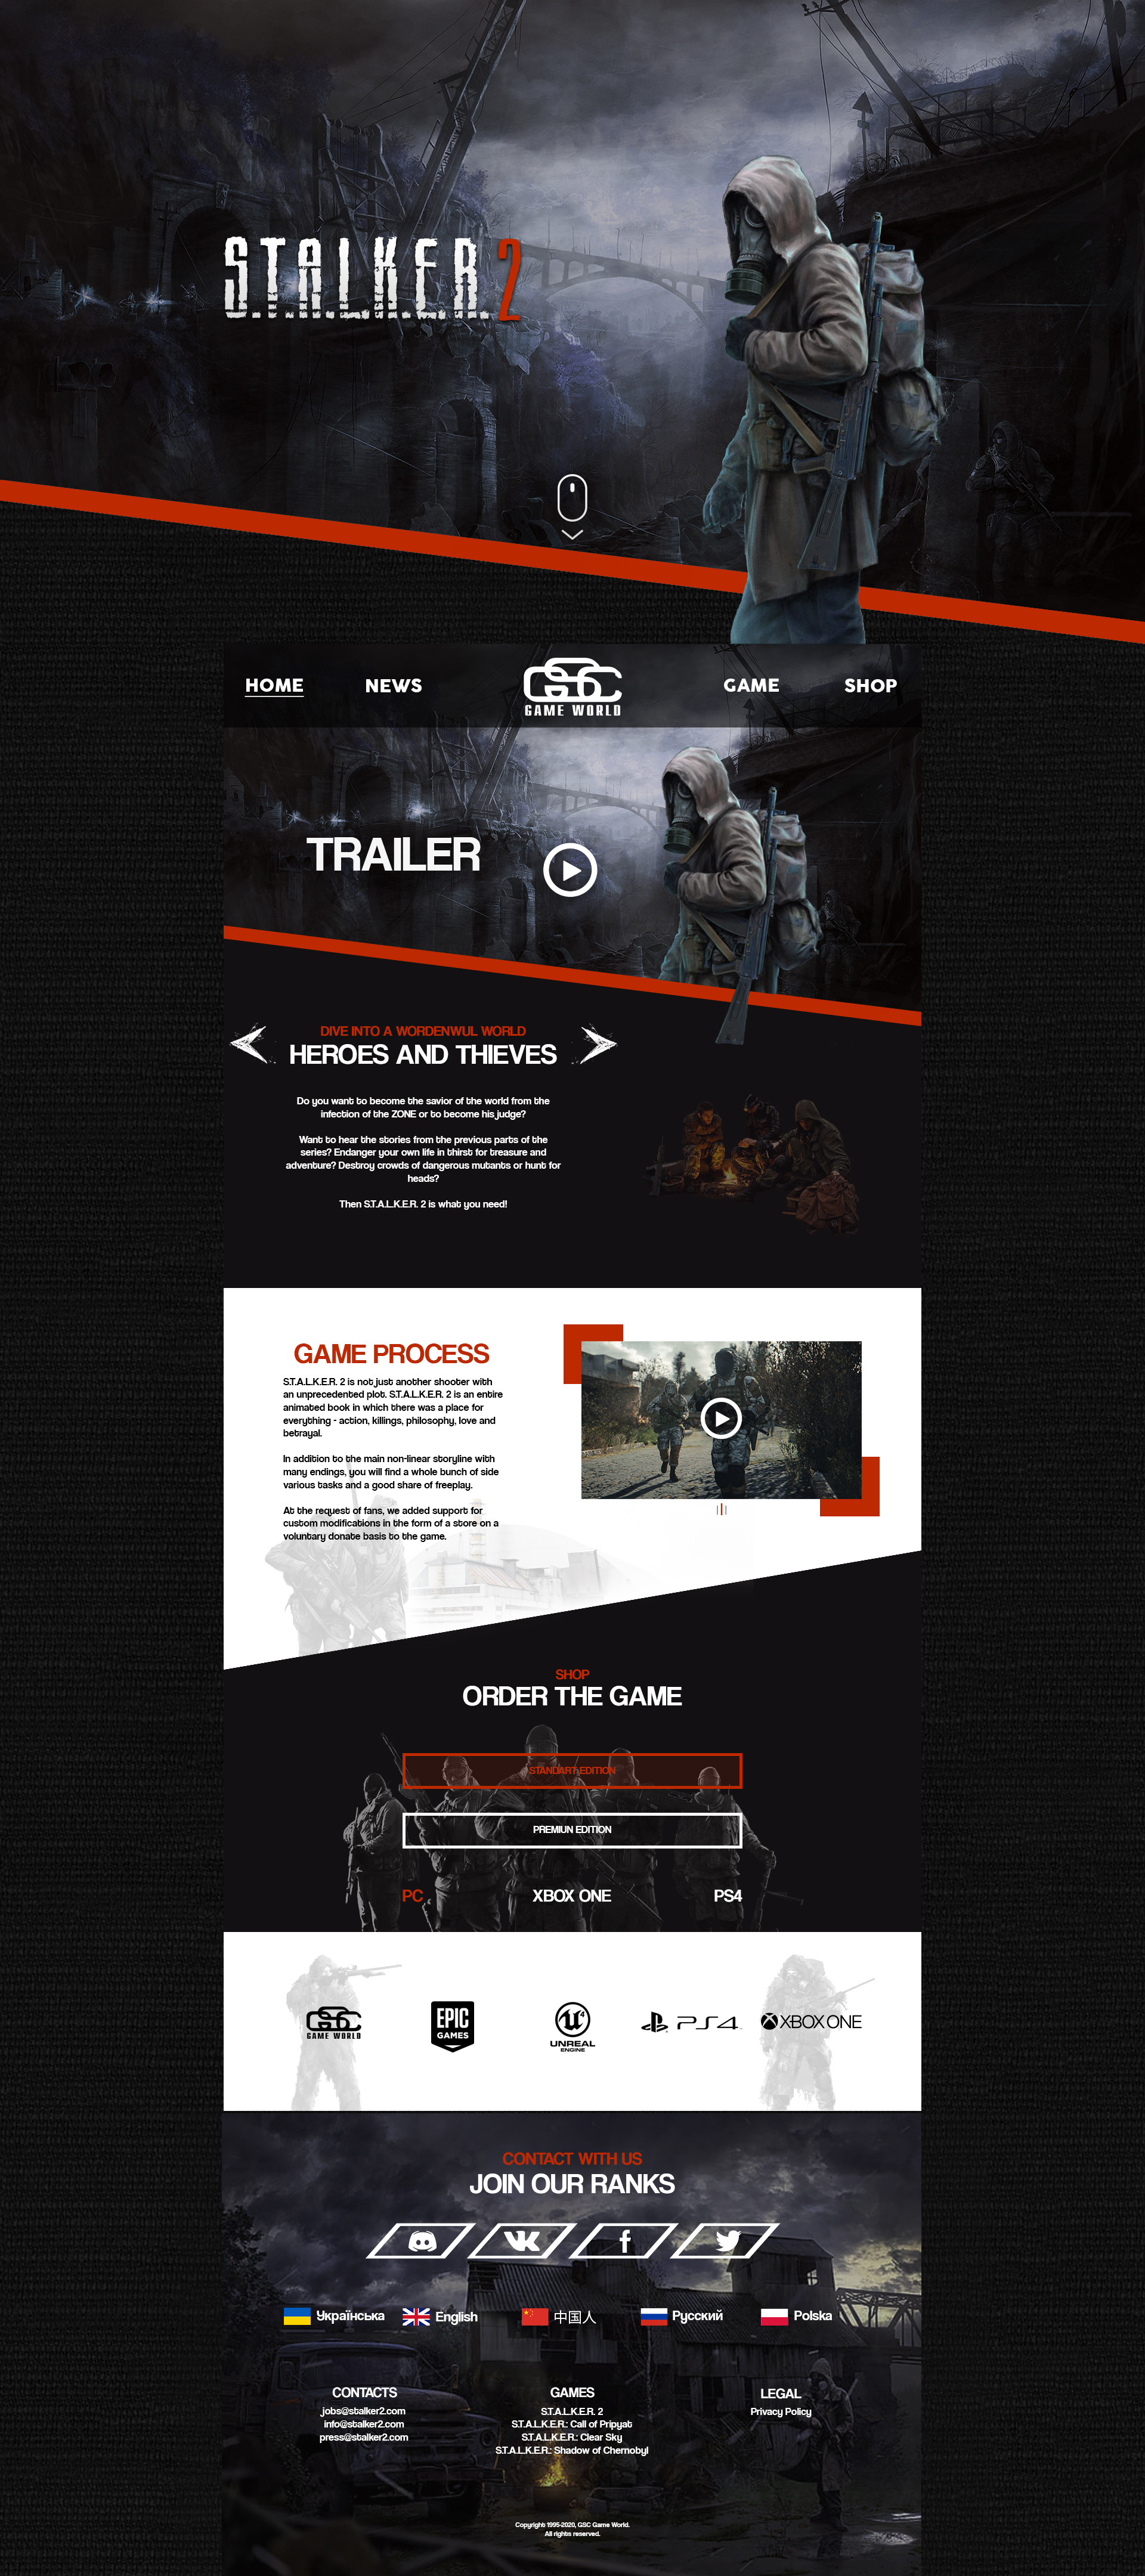 S.T.A.L.K.E.R. 2
HOME
NEWS
GSC
GAME WORLD
GAME
SHOP
TRAILER
DIVE INTO A WORDENWUL WORLD
HEROES AND THIEVES
Do you want to become the savior of the world from the
infection of the ZONE or to become his judge?
Want to hear the stories from the previous parts of the
series? Endanger your own life in thirst for treasure and
adventure? Destroy crowds of dangerous mutants or hunt for
heads?
Then S.T.A.L.K.E.R. 2 is what you need!
GAME PROCESS
S.T.A.L.K.E.R. 2 is not just another shooter with
an unprecedented plot. S.T.A.L.K.E.R. 2 is an entire
animated book in which there was a place for
everything - action, killings, philosophy, love and
betrayal.
In addition to the main non-linear storyline with
many endings, you will find a whole bunch of side
various tasks and a good share of freeplay.
At the request of fans, we added support for
custom modifications in the form of a store on a
voluntary donate basis to the game.
SHOP
ORDER THE GAME
STANDART EDITION
PREMIUN EDITION
PC
XBOX ONE
PS4
GSC
GAME WORLD
EPIC
GAMES
4
UNREAL
ENGINE
PS4
XBOX ONE
CONTACT WITH US
JOIN OUR RANKS
Українська
English
中国人
Русский
Polska
CONTACTS
jobs@stalker2.com
info@stalker2.com
press@stalker2.com
GAMES
S.T.A.L.K.E.R. 2
S.T.A.L.K.E.R.: Call of Pripyat
S.T.A.L.K.E.R.: Clear Sky
S.T.A.L.K.E.R.: Shadow of Chernobyl
LEGAL
Privacy Policy
Copyright 1995-2020, GSC Game World.
All rights reserved.